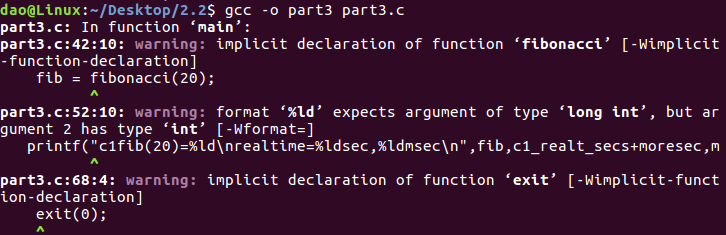 dao@Linux:~/Desktop/2.2$ gcc -o part3 part3.c
part3.c: In function ‘main’:
part3.c:42:10: warning: implicit declaration of function ‘fibonacci’ [-Wimplicit
-function-declaration]
    fib = fibonacci(20);
          ^
part3.c:52:10: warning: format ‘%ld’ expects argument of type ‘long int’, but ar
gument 2 has type ‘int’ [-Wformat=]
   printf("c1fib(20)=%ld\nrealtime=%ldsec,%ldmsec\n",fib,c1_realt_secs+moresec,m
          ^
part3.c:68:4: warning: implicit declaration of function ‘exit’ [-Wimplicit-funct
ion-declaration]
    exit(0);
    ^